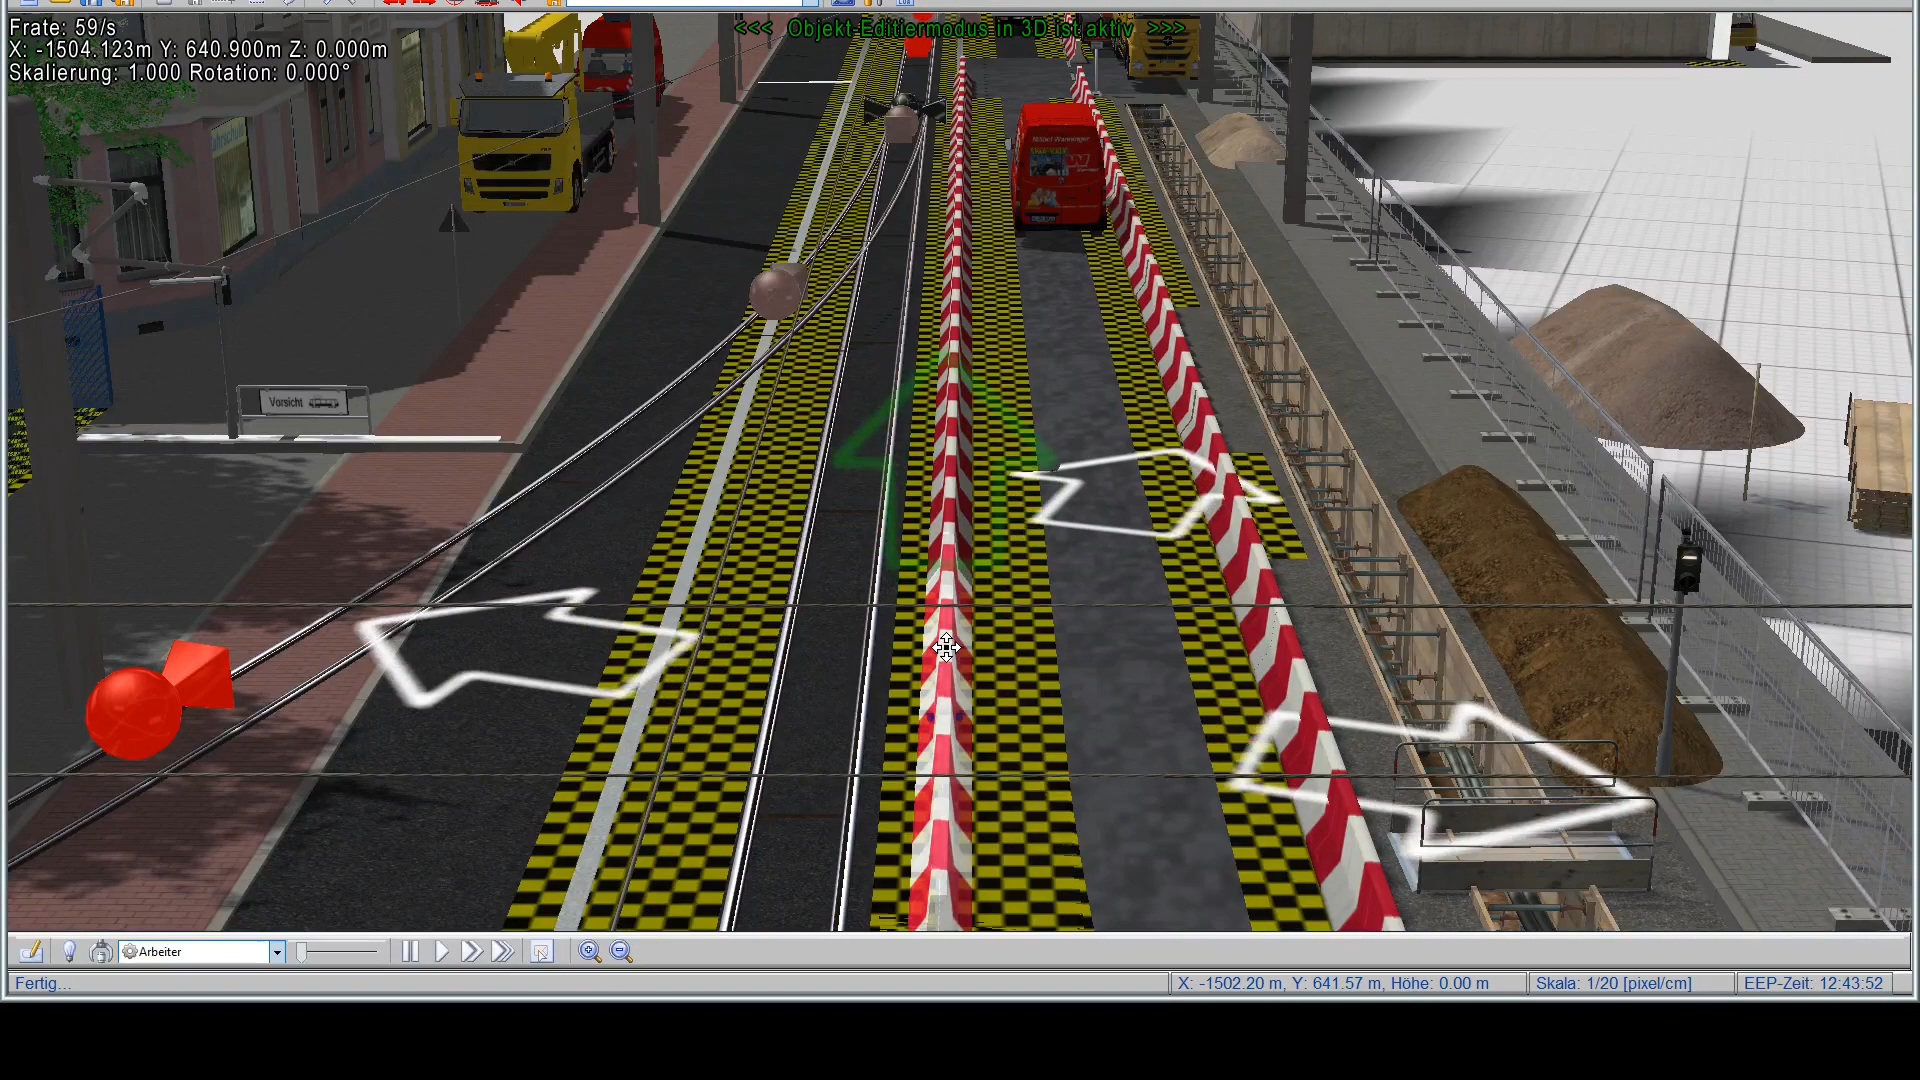 Frate: 59/s
<<< Objekt-Editiermodus in 3D ist aktiv >>>
X: -1504.123m Y: 640.900m Z: 0.000m
Skalierung: 1.000 Rotation: 0.000°
Vorsicht
Arbeiter
Fertig...
X: -1502.20 m, Y: 641.57 m, Höhe: 0.00 m
Skala: 1/20 [pixel/cm]
EEP-Zeit: 12:43:52